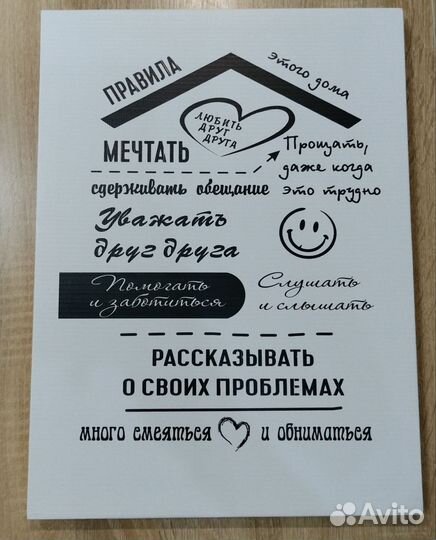 ПРАВИЛА
этого дома
ЛЮБИТЬ
ДРУГ
ДРУГА
МЕЧТАТЬ
Прощать,
даже когда
это трудно
сдерживать обещание
Уважать
друг друга
Помогать
и заботиться
Слушать
и слышать
РАССКАЗЫВАТЬ
О СВОИХ ПРОБЛЕМАХ
много смеяться и обниматься
Avito